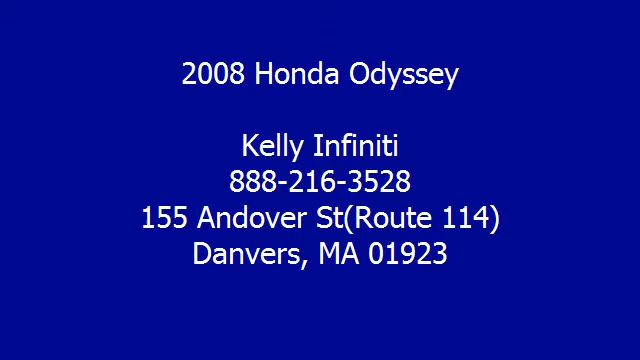 2008 Honda Odyssey
Kelly Infiniti
888-216-3528
155 Andover St(Route 114)
Danvers, MA 01923